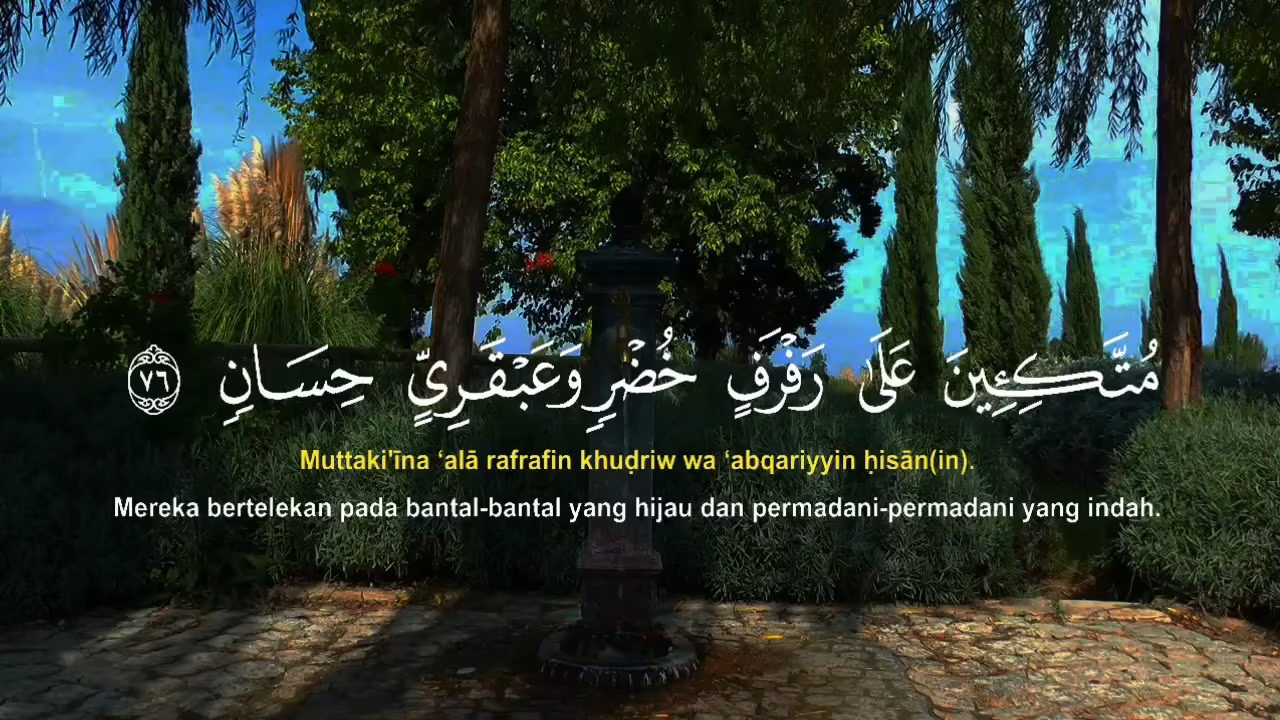 مُتَّكِـِٕينَ عَلٰى رَفْرَفٍ خُضْرٍ وَّعَبْقَرِيٍّ حِسَانٍ ۝٧٦
Muttaki'īna ‘alā rafrafin khuḍriw wa ‘abqariyyin ḥisān(in).
Mereka bertelekan pada bantal-bantal yang hijau dan permadani-permadani yang indah.